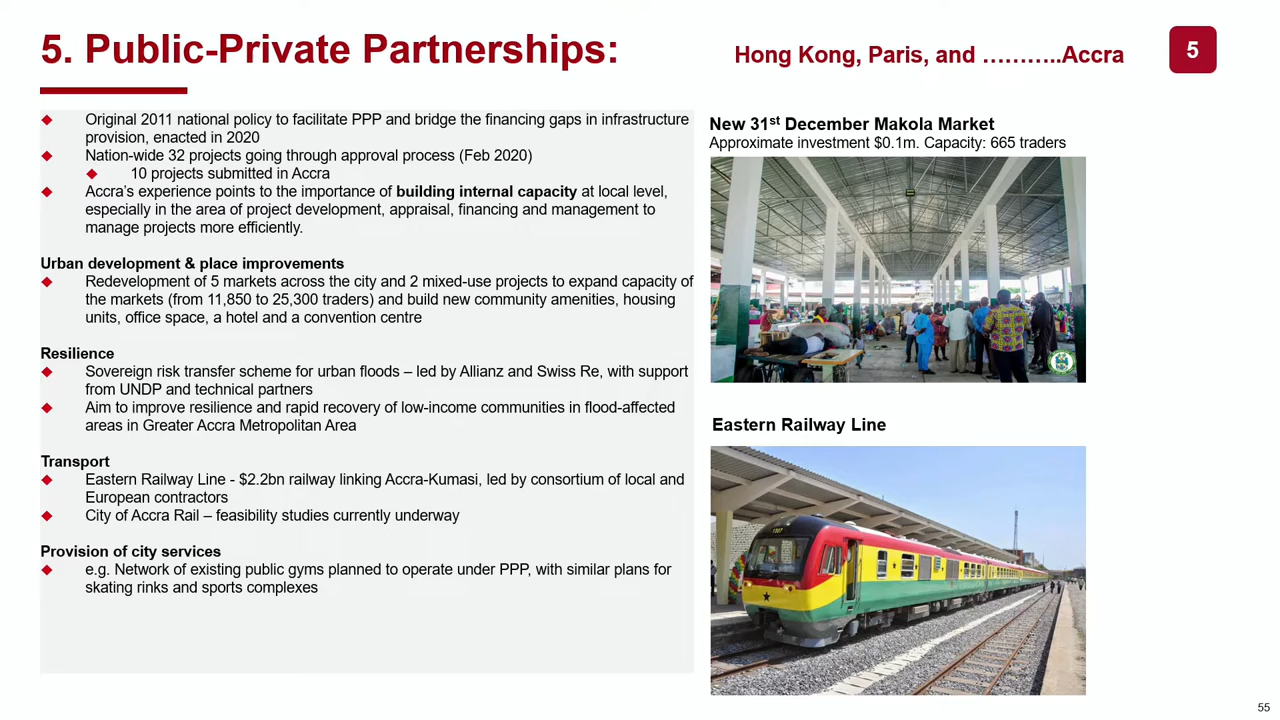 5. Public-Private Partnerships:
Hong Kong, Paris, and ………..Accra
5
Original 2011 national policy to facilitate PPP and bridge the financing gaps in infrastructure
provision, enacted in 2020
Nation-wide 32 projects going through approval process (Feb 2020)
10 projects submitted in Accra
Accra's experience points to the importance of building internal capacity at local level,
especially in the area of project development, appraisal, financing and management to
manage projects more efficiently.
Urban development & place improvements
Redevelopment of 5 markets across the city and 2 mixed-use projects to expand capacity of
the markets (from 11,850 to 25,300 traders) and build new community amenities, housing
units, office space, a hotel and a convention centre
Resilience
Sovereign risk transfer scheme for urban floods – led by Allianz and Swiss Re, with support
from UNDP and technical partners
Aim to improve resilience and rapid recovery of low-income communities in flood-affected
areas in Greater Accra Metropolitan Area
Transport
Eastern Railway Line - $2.2bn railway linking Accra-Kumasi, led by consortium of local and
European contractors
City of Accra Rail – feasibility studies currently underway
Provision of city services
e.g. Network of existing public gyms planned to operate under PPP, with similar plans for
skating rinks and sports complexes
New 31st December Makola Market
Approximate investment $0.1m. Capacity: 665 traders
Eastern Railway Line
55